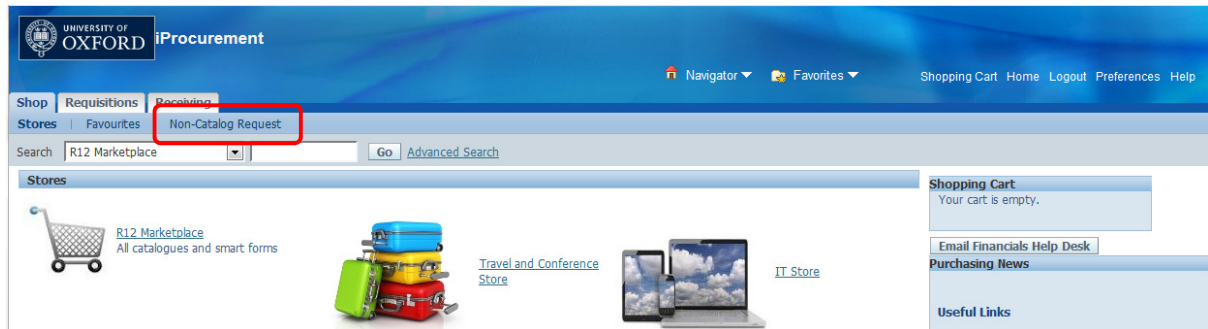 UNIVERSITY OF
OXFORD
iProcurement
Navigator Favorites Shopping Cart Home Logout Preferences Help
Shop Requisitions Receiving
Stores | Favourites Non-Catalog Request
Search R12 Marketplace Go Advanced Search
Stores
R12 Marketplace
All catalogues and smart forms
Travel and Conference
Store
IT Store
Shopping Cart
Your cart is empty.
Email Financials Help Desk
Purchasing News
Useful Links